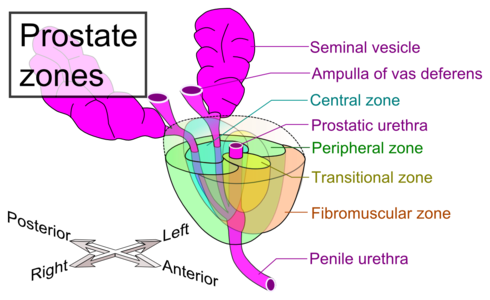 Prostate
zones
Seminal vesicle
Ampulla of vas deferens
Central zone
Prostatic urethra
Peripheral zone
Transitional zone
Fibromuscular zone
Penile urethra
Posterior
Left
Right
Anterior